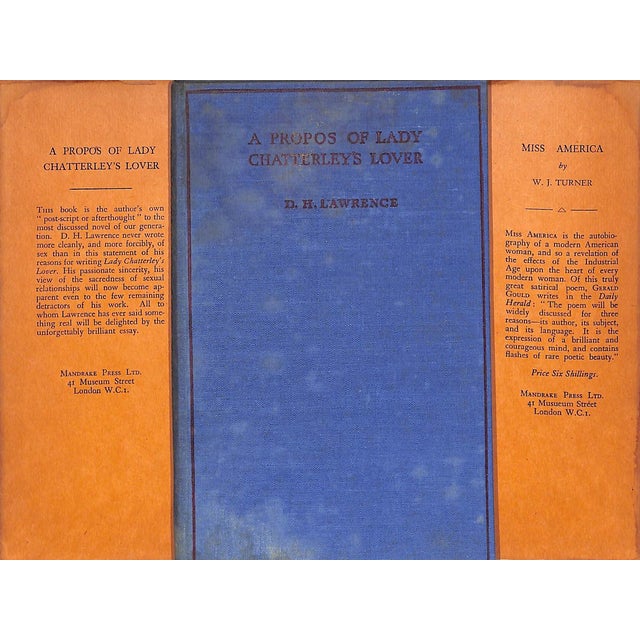 A PROPOS OF LADY
CHATTERLEY'S LOVER
THIS book is the author's own
" post-script or afterthought " to the
most discussed novel of our gener-
ation. D. H. Lawrence never wrote
more cleanly, and more forcibly, of
sex than in this statement of his
reasons for writing Lady Chatterley's
Lover. His passionate sincerity, his
view of the sacredness of sexual
relationships will now become ap-
parent even to the few remaining
detractors of his work. All to
whom Lawrence has ever said some-
thing real will be delighted by the
unforgettably brilliant essay.
MANDRAKE PRESS LTD.
41 Museum Street
London W.C.1.
A PROPOS OF LADY
CHATTERLEY'S LOVER
D. H. LAWRENCE
MISS AMERICA
by
W. J. TURNER
MISS AMERICA is the autobio-
graphy of a modern American
woman, and so a revelation of
the effects of the Industrial
Age upon the heart of every
modern woman. Of this truly
great satirical poem, GERALD
GOULD writes in the Daily
Herald : " The poem will be
widely discussed for three
reasons—its author, its subject,
and its language. It is the
expression of a brilliant and
courageous mind, and contains
flashes of rare poetic beauty."
Price Six Shillings.
MANDRAKE PRESS LTD.
41 Musueum Street
London W.C.1.